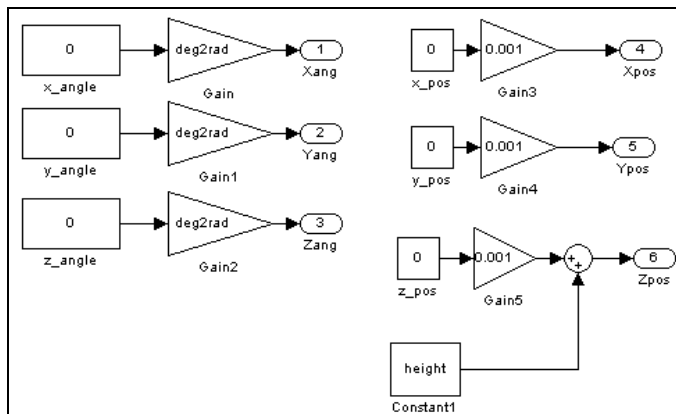 0
x_angle
deg2rad
Gain
1
Xang
0
y_angle
deg2rad
Gain1
2
Yang
0
z_angle
deg2rad
Gain2
3
Zang
0
x_pos
0.001
Gain3
4
Xpos
0
y_pos
0.001
Gain4
5
Ypos
0
z_pos
0.001
Gain5
+
+
6
Zpos
height
Constant1